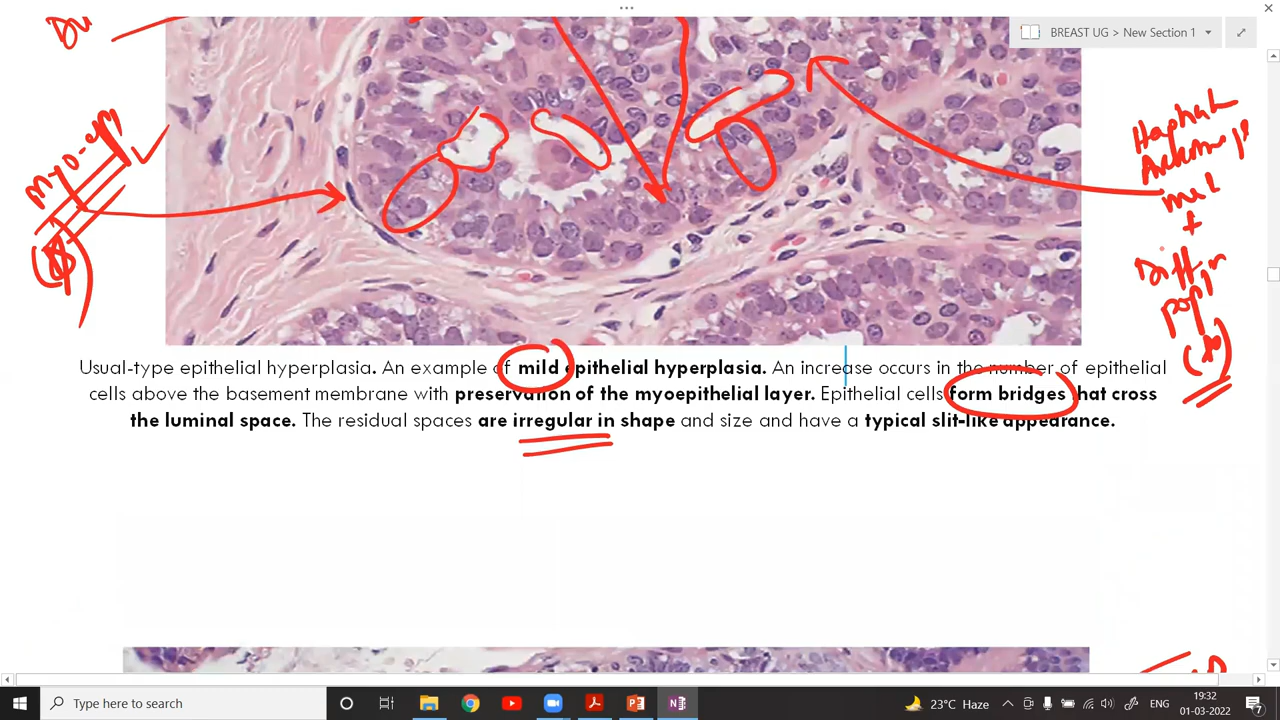 BREAST UG > New Section 1
Myo-epi
+
Usual-type epithelial hyperplasia. An example of mild epithelial hyperplasia. An increase occurs in the number of epithelial
cells above the basement membrane with preservation of the myoepithelial layer. Epithelial cells form bridges that cross
the luminal space. The residual spaces are irregular in shape and size and have a typical slit-like appearance.
Type here to search
23°C Haze
ENG
19:32
01-03-2022
7